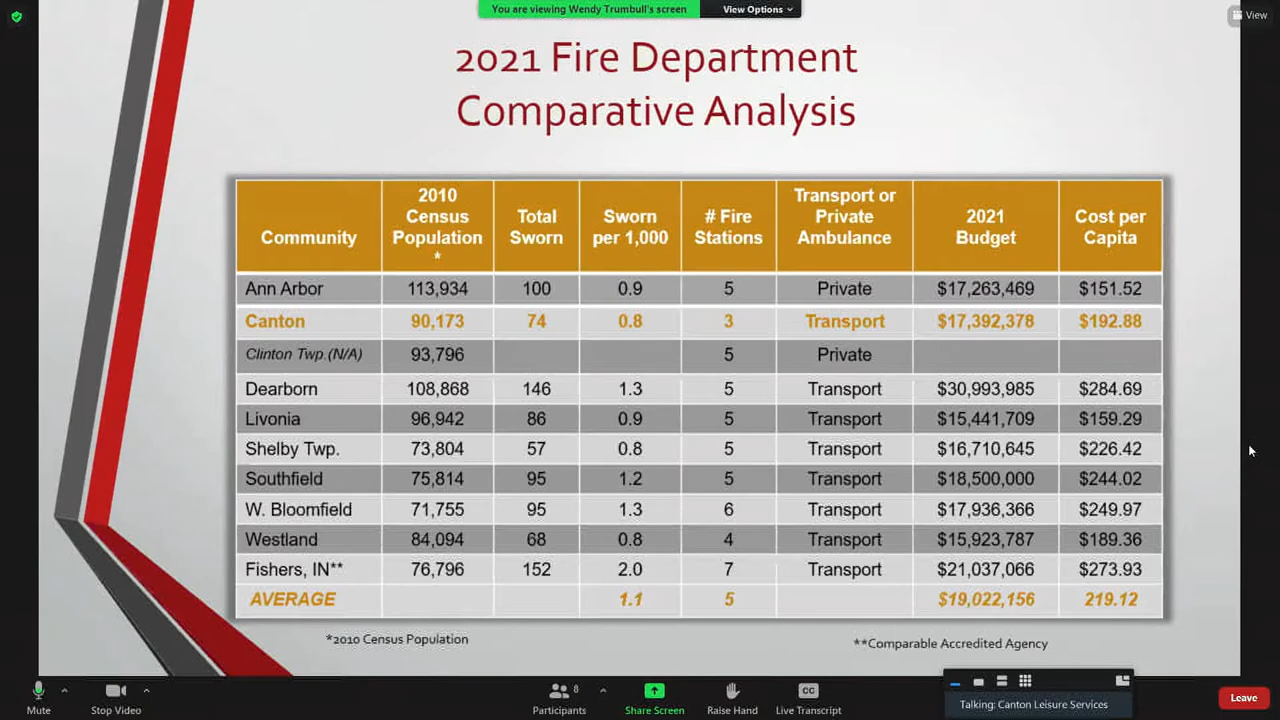 You are viewing Wendy Trumbull's screen
View Options
View
2021 Fire Department
Comparative Analysis
Community 2010 Census Population * Total Sworn Sworn per 1,000 # Fire Stations Transport or Private Ambulance 2021 Budget Cost per Capita
Ann Arbor 113,934 100 0.9 5 Private $17,263,469 $151.52
Canton 90,173 74 0.8 3 Transport $17,392,378 $192.88
Clinton Twp.(N/A) 93,796 5 Private
Dearborn 108,868 146 1.3 5 Transport $30,993,985 $284.69
Livonia 96,942 86 0.9 5 Transport $15,441,709 $159.29
Shelby Twp. 73,804 57 0.8 5 Transport $16,710,645 $226.42
Southfield 75,814 95 1.2 5 Transport $18,500,000 $244.02
W. Bloomfield 71,755 95 1.3 6 Transport $17,936,366 $249.97
Westland 84,094 68 0.8 4 Transport $15,923,787 $189.36
Fishers, IN** 76,796 152 2.0 7 Transport $21,037,066 $273.93
AVERAGE 1.1 5 $19,022,156 219.12
*2010 Census Population
**Comparable Accredited Agency
Mute
Stop Video
8
Participants
Share Screen
Raise Hand
CC
Live Transcript
Talking: Canton Leisure Services
Leave